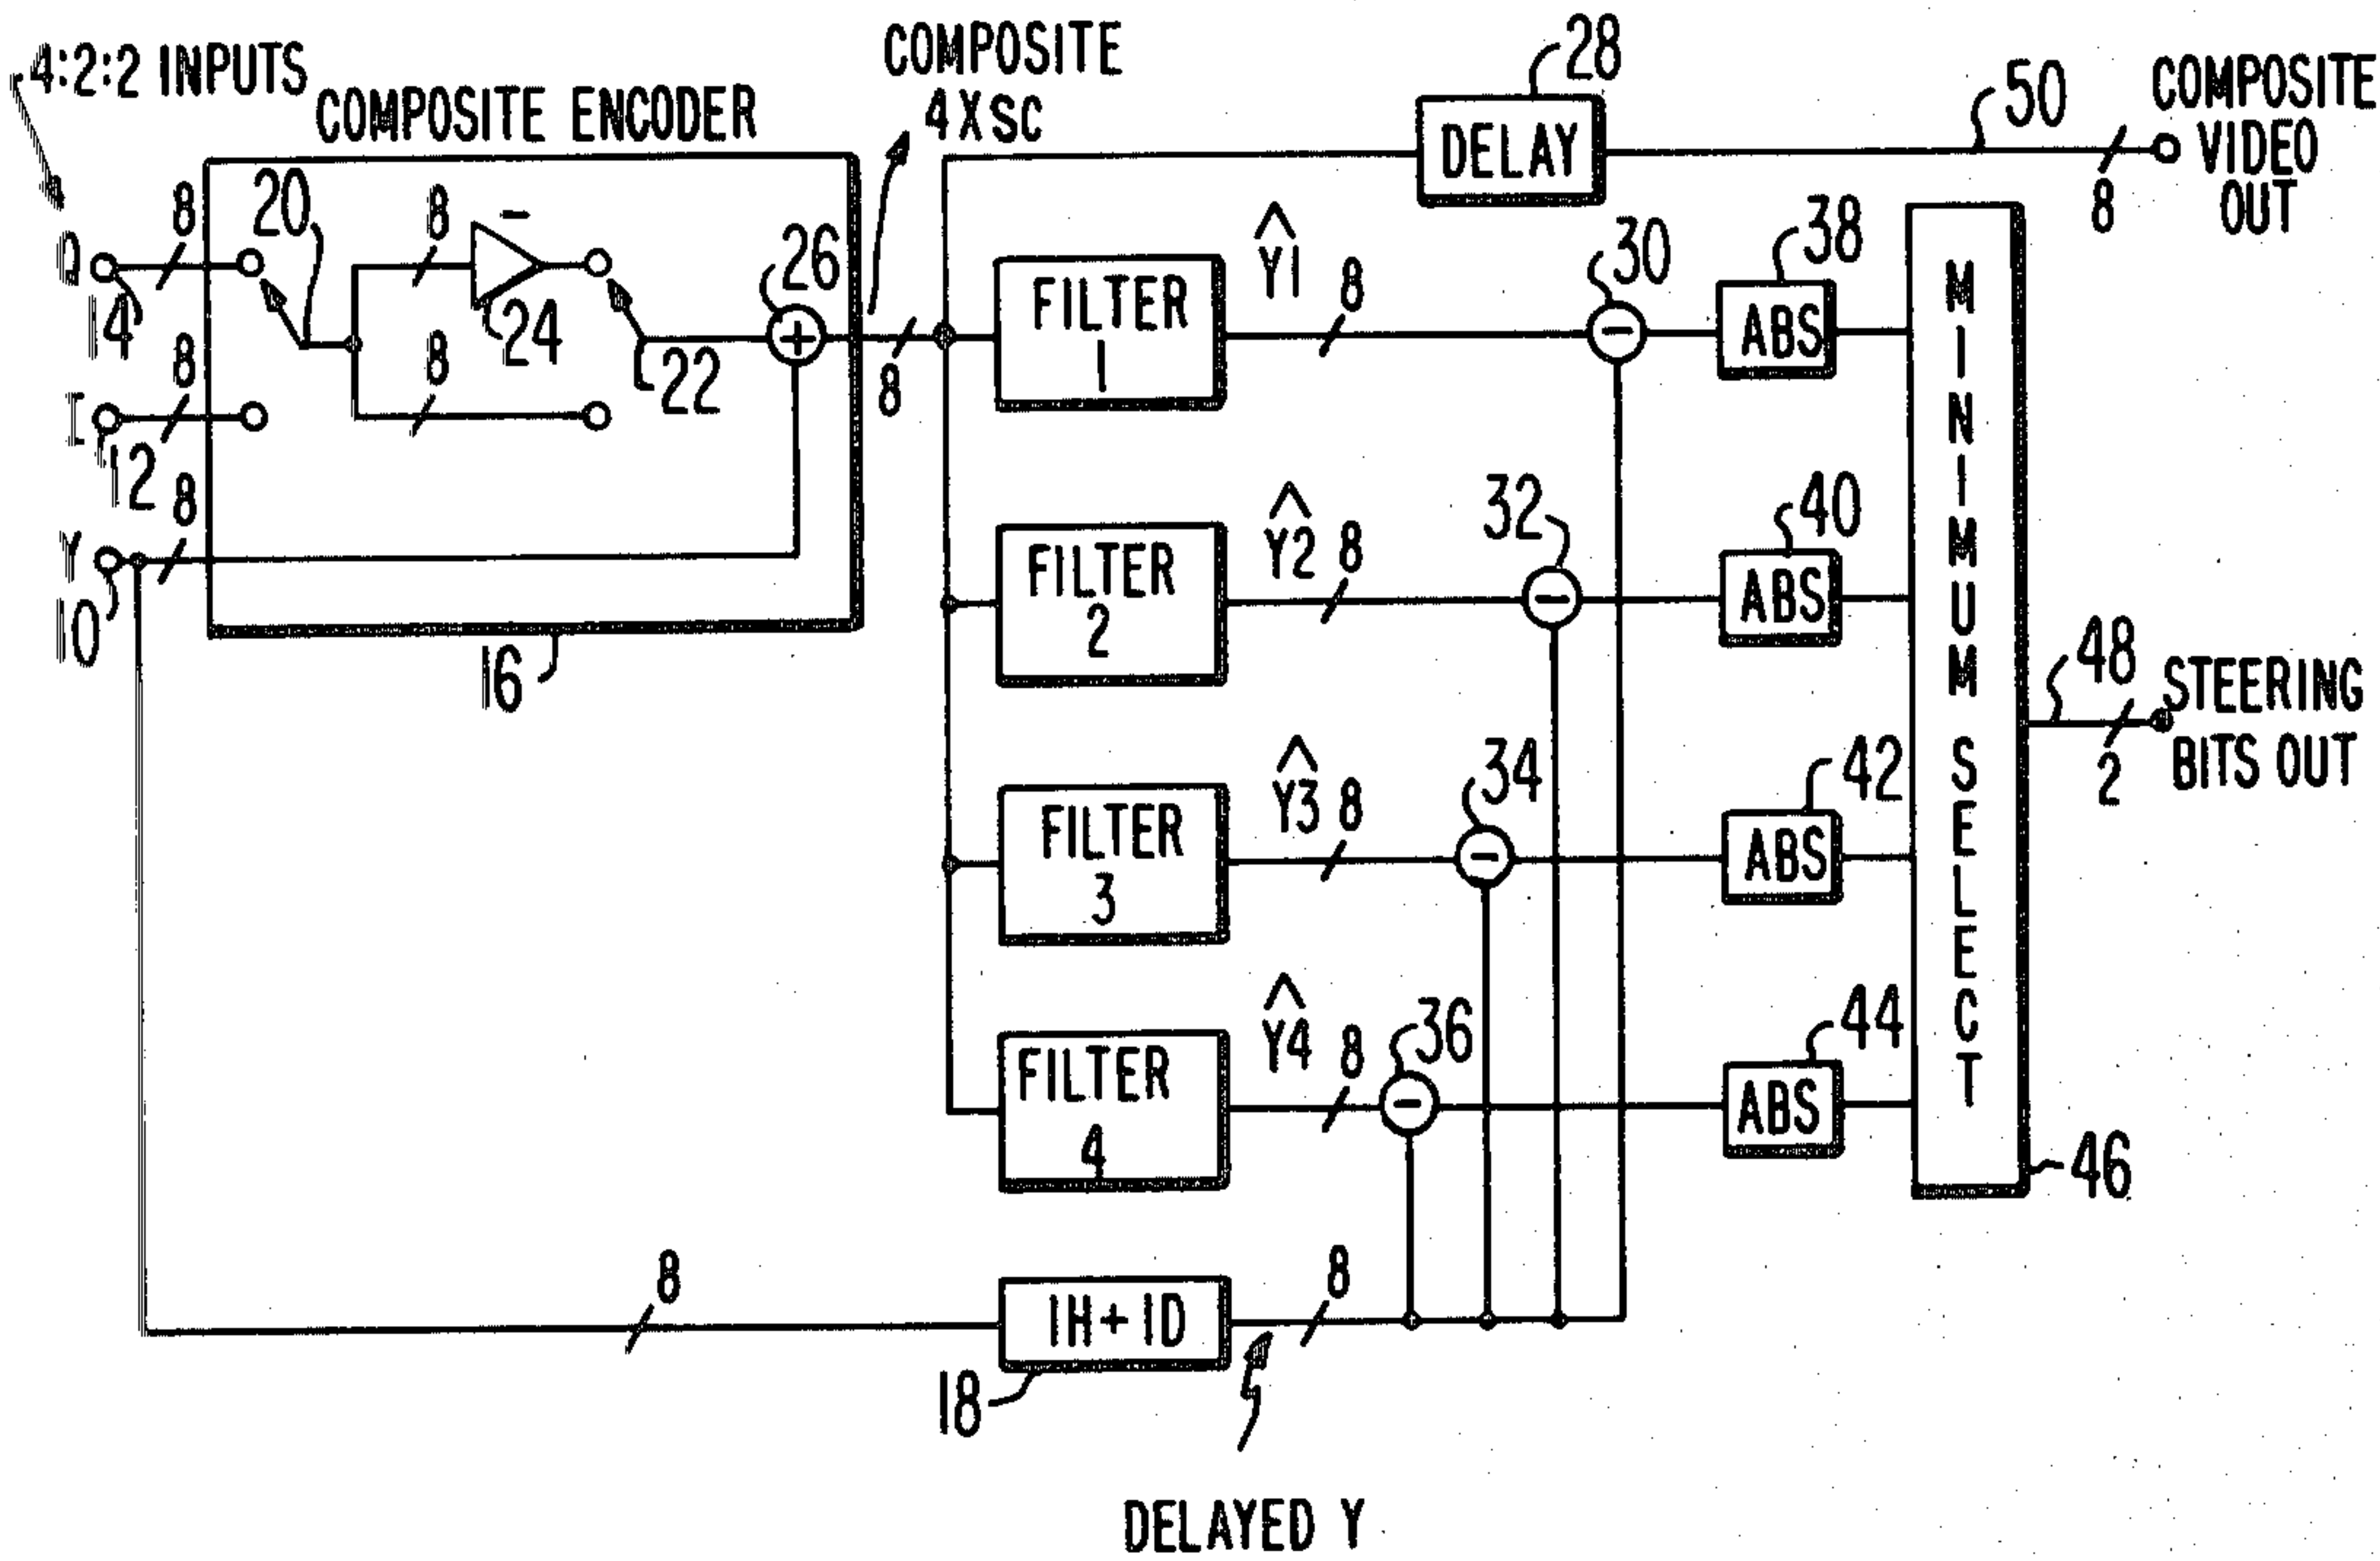 4:2:2 INPUTS
COMPOSITE ENCODER
COMPOSITE
4XSC
28
DELAY
50
COMPOSITE
VIDEO
OUT
8
Q
14
8
20
8
-
24
22
26
+
8
I
12
8
8
Y
10
8
16
FILTER
1
Ŷ1
8
30
-
38
ABS
FILTER
2
Ŷ2
8
32
-
40
ABS
FILTER
3
Ŷ3
8
34
-
42
ABS
FILTER
4
Ŷ4
8
36
-
44
ABS
MINIMUM SELECT
46
48
2
STEERING
BITS OUT
8
1H+1D
18
8
DELAYED Y